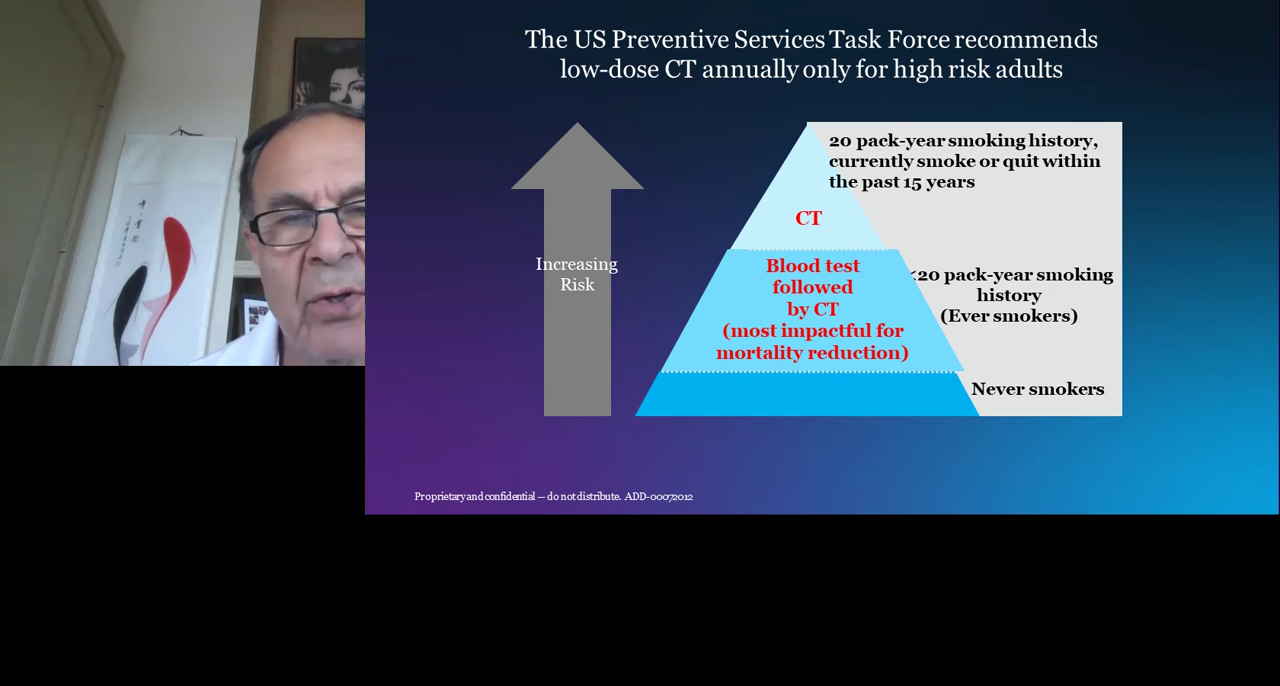 The US Preventive Services Task Force recommends
low-dose CT annually only for high risk adults
20 pack-year smoking history,
currently smoke or quit within
the past 15 years
CT
Increasing
Risk
Blood test
followed
by CT
(most impactful for
mortality reduction)
<20 pack-year smoking
history
(Ever smokers)
Never smokers
Proprietary and confidential — do not distribute. ADD-00072012